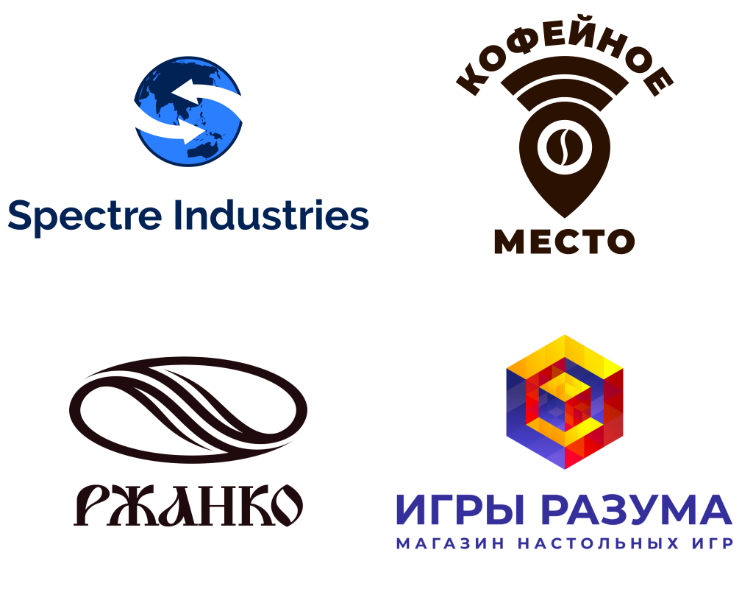 Spectre Industries
КОФЕЙНОЕ
МЕСТО
РЖАНКО
ИГРЫ РАЗУМА
МАГАЗИН НАСТОЛЬНЫХ ИГР